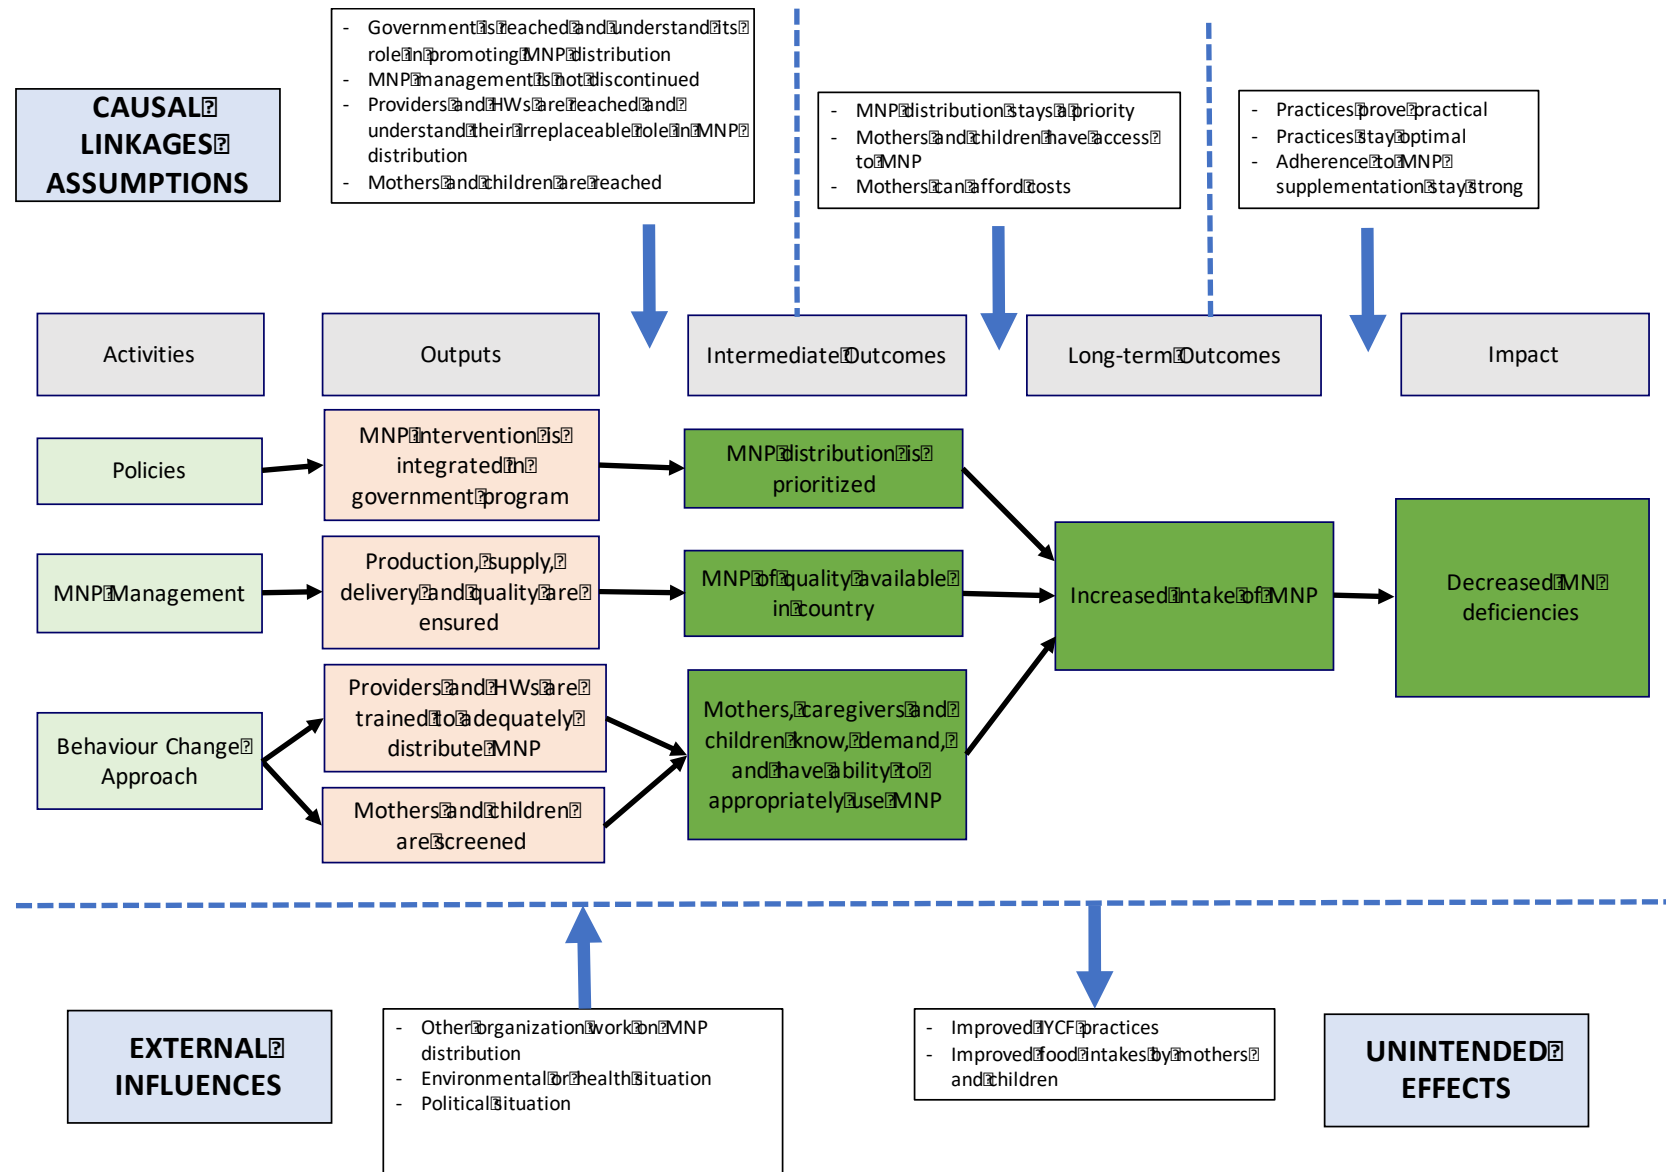 - Government is reached and understand its
role in promoting MNP distribution
- MNP management is not discontinued
- Providers and HWs are reached and
understand their irreplaceable role in MNP
distribution
- Mothers and children are reached
CAUSAL
LINKAGES
ASSUMPTIONS
- MNP distribution stays a priority
- Mothers and children have access
to MNP
- Mothers can afford costs
- Practices prove practical
- Practices stay optimal
- Adherence to MNP
supplementation stay strong
Activities
Outputs
Intermediate Outcomes
Long-term Outcomes
Impact
Policies
MNP intervention is
integrated in
government program
MNP distribution is
prioritized
MNP Management
Production, supply,
delivery and quality are
ensured
MNP of quality available
in country
Increased intake of MNP
Decreased MN
deficiencies
Behaviour Change
Approach
Providers and HWs are
trained to adequately
distribute MNP
Mothers and children
are screened
Mothers, caregivers and
children know, demand,
and have ability to
appropriately use MNP
EXTERNAL
INFLUENCES
- Other organization work on MNP
distribution
- Environmental or health situation
- Political situation
- Improved IYCF practices
- Improved food intakes by mothers
and children
UNINTENDED
EFFECTS